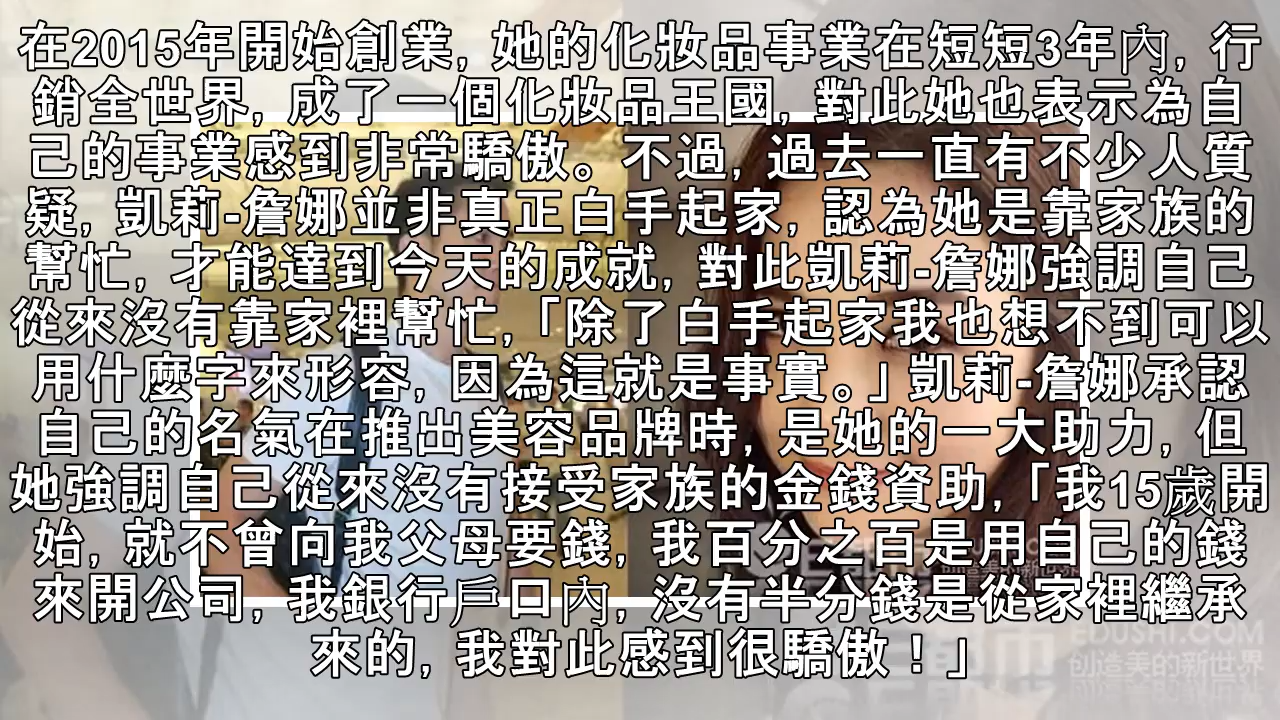 在2015年開始創業, 她的化妝品事業在短短3年內, 行
銷全世界, 成了一個化妝品王國, 對此她也表示為自
己的事業感到非常驕傲。不過, 過去一直有不少人質
疑, 凱莉-詹娜並非真正白手起家, 認為她是靠家族的
幫忙, 才能達到今天的成就, 對此凱莉-詹娜強調自己
從來沒有靠家裡幫忙,「除了白手起家我也想不到可以
用什麼字來形容, 因為這就是事實。」凱莉-詹娜承認
自己的名氣在推出美容品牌時, 是她的一大助力, 但
她強調自己從來沒有接受家族的金錢資助,「我15歲開
始, 就不曾向我父母要錢, 我百分之百是用自己的錢
來開公司, 我銀行戶口內, 沒有半分錢是從家裡繼承
來的, 我對此感到很驕傲！」
EDUSHI.COM
创造美的新世界